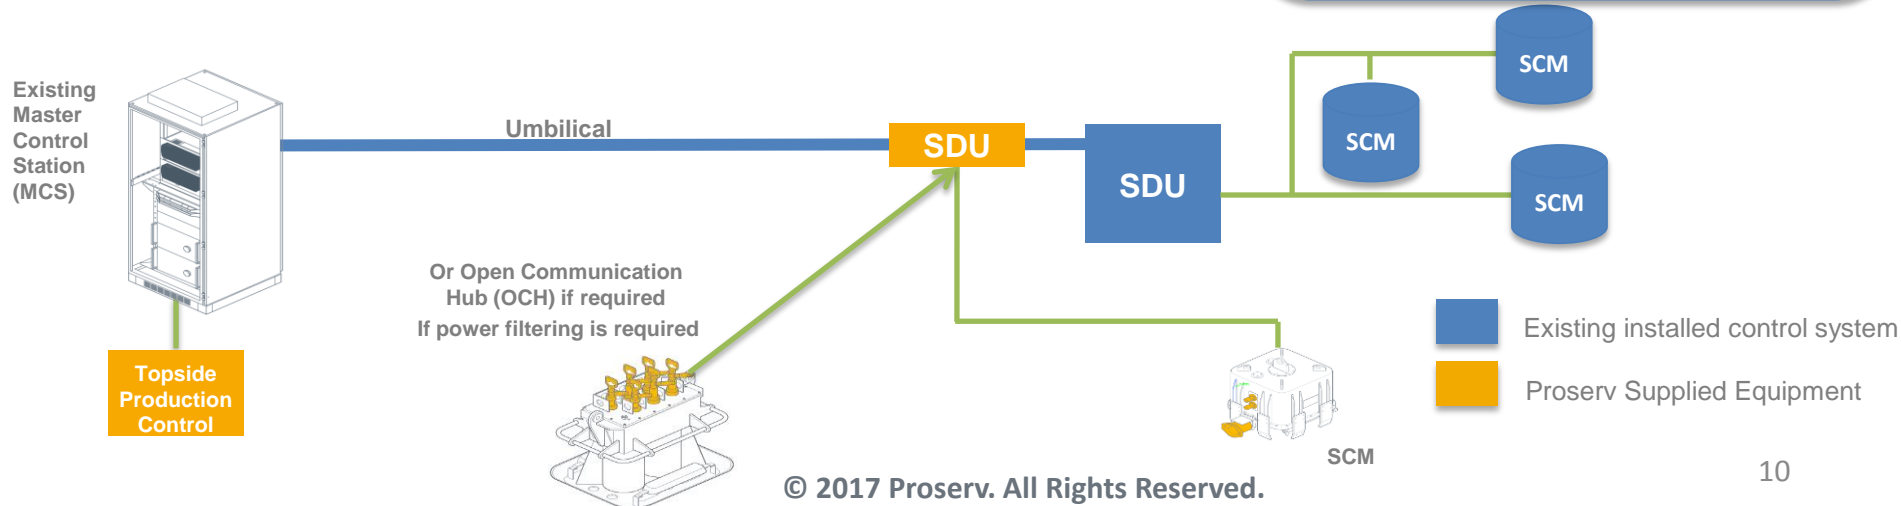 Existing
Master
Control
Station
(MCS)
Umbilical
SDU
SDU
SCM
SCM
SCM
Or Open Communication
Hub (OCH) if required
If power filtering is required
Topside
Production
Control
SCM
Existing installed control system
Proserv Supplied Equipment
© 2017 Proserv. All Rights Reserved.
10